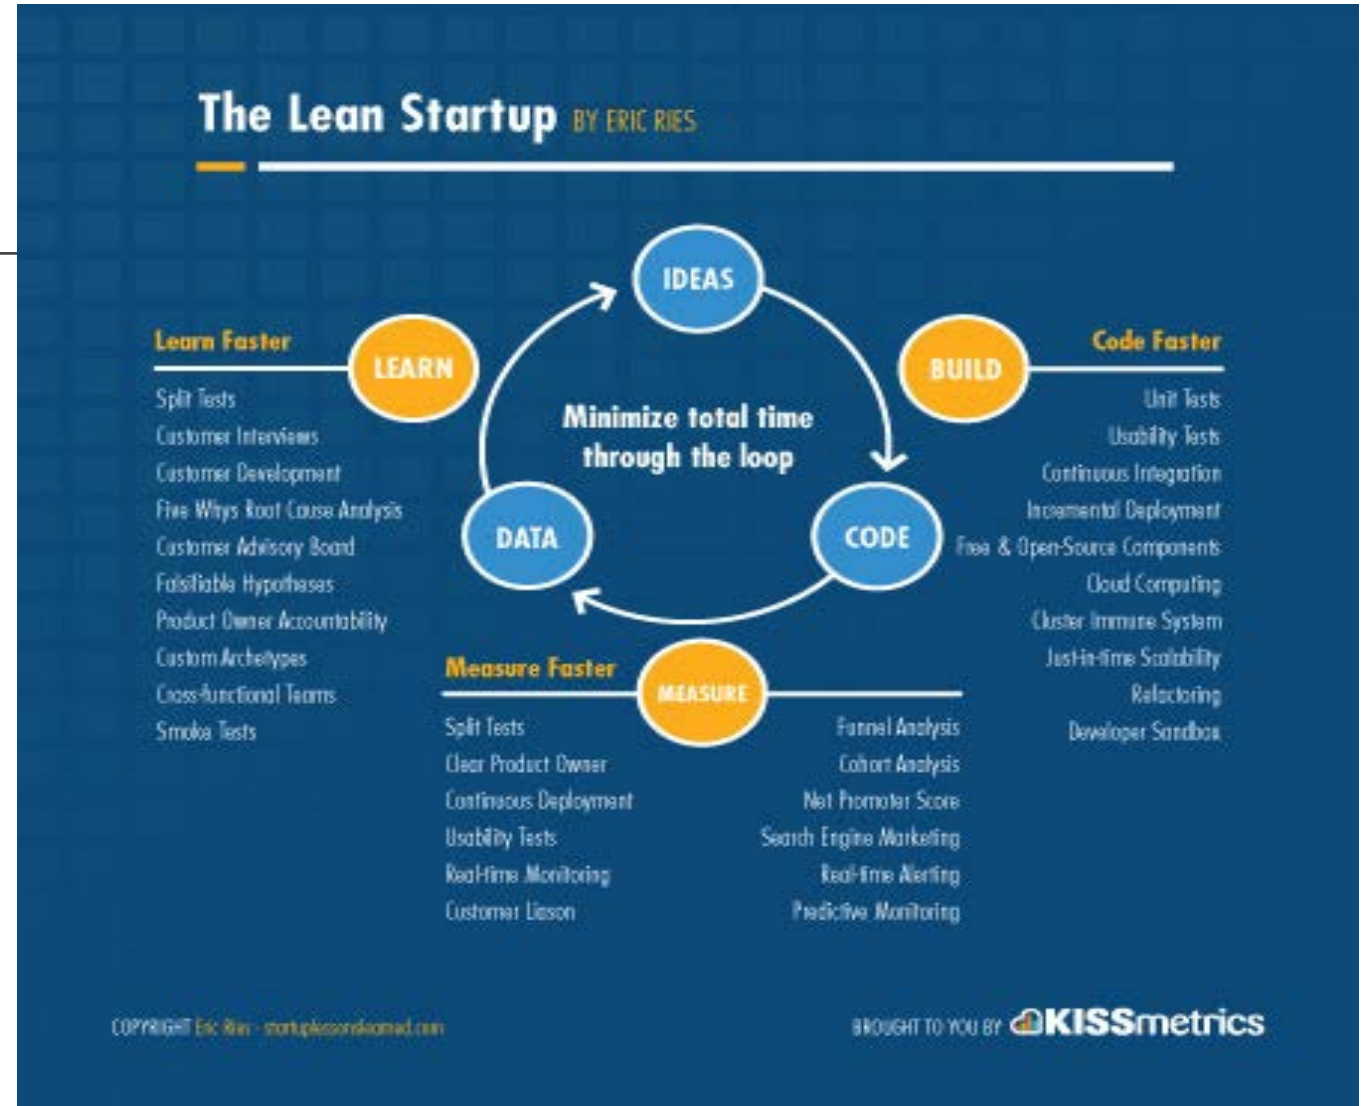 The Lean Startup BY ERIC RIES
IDEAS
LEARN
BUILD
Minimize total time
through the loop
DATA
CODE
Learn Faster
Split Tests
Customer Interviews
Customer Development
Five Whys Root Cause Analysis
Customer Advisory Board
Falsifiable Hypotheses
Product Owner Accountability
Custom Archetypes
Cross-functional Teams
Smoke Tests
Code Faster
Unit Tests
Usability Tests
Continuous Integration
Incremental Deployment
Free & Open-Source Components
Cloud Computing
Cluster Immune System
Just-in-time Scalability
Refactoring
Developer Sandbox
Measure Faster
MEASURE
Split Tests
Clear Product Owner
Continuous Deployment
Usability Tests
Real-time Monitoring
Customer Liason
Funnel Analysis
Cohort Analysis
Net Promoter Score
Search Engine Marketing
Real-time Alerting
Predictive Monitoring
COPYRIGHT Eric Ries - startuplessonslearned.com
BROUGHT TO YOU BY KISSmetrics